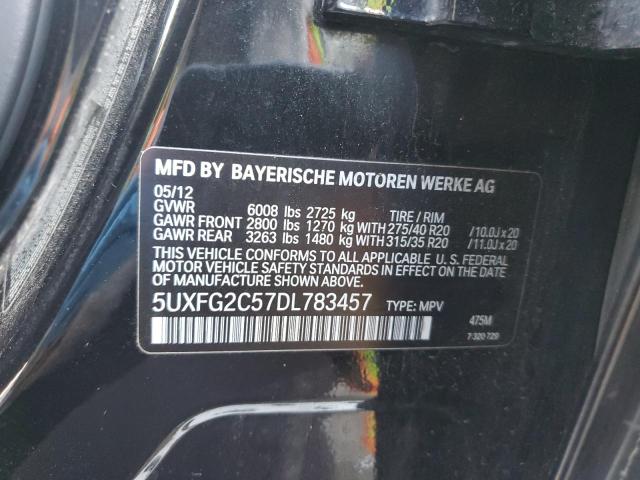 MFD BY BAYERISCHE MOTOREN WERKE AG
05/12
GVWR 6008 lbs 2725 kg TIRE / RIM
GAWR FRONT 2800 lbs 1270 kg WITH 275/40 R20 /10.0J x 20
GAWR REAR 3263 lbs 1480 kg WITH 315/35 R20 /11.0J x 20
THIS VEHICLE CONFORMS TO ALL APPLICABLE U. S. FEDERAL
MOTOR VEHICLE SAFETY STANDARDS IN EFFECT ON THE DATE
OF MANUFACTURE SHOWN ABOVE.
5UXFG2C57DL783457 TYPE: MPV
475M
7 320 729